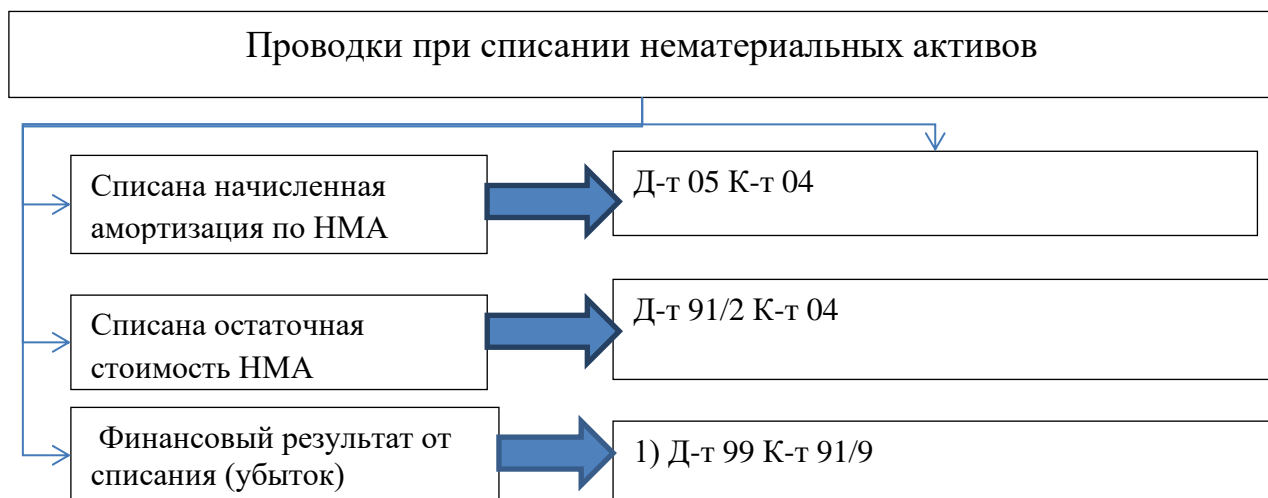 Проводки при списании нематериальных активов
Списана начисленная
амортизация по НМА
Д-т 05 К-т 04
Списана остаточная
стоимость НМА
Д-т 91/2 К-т 04
Финансовый результат от
списания (убыток)
1) Д-т 99 К-т 91/9